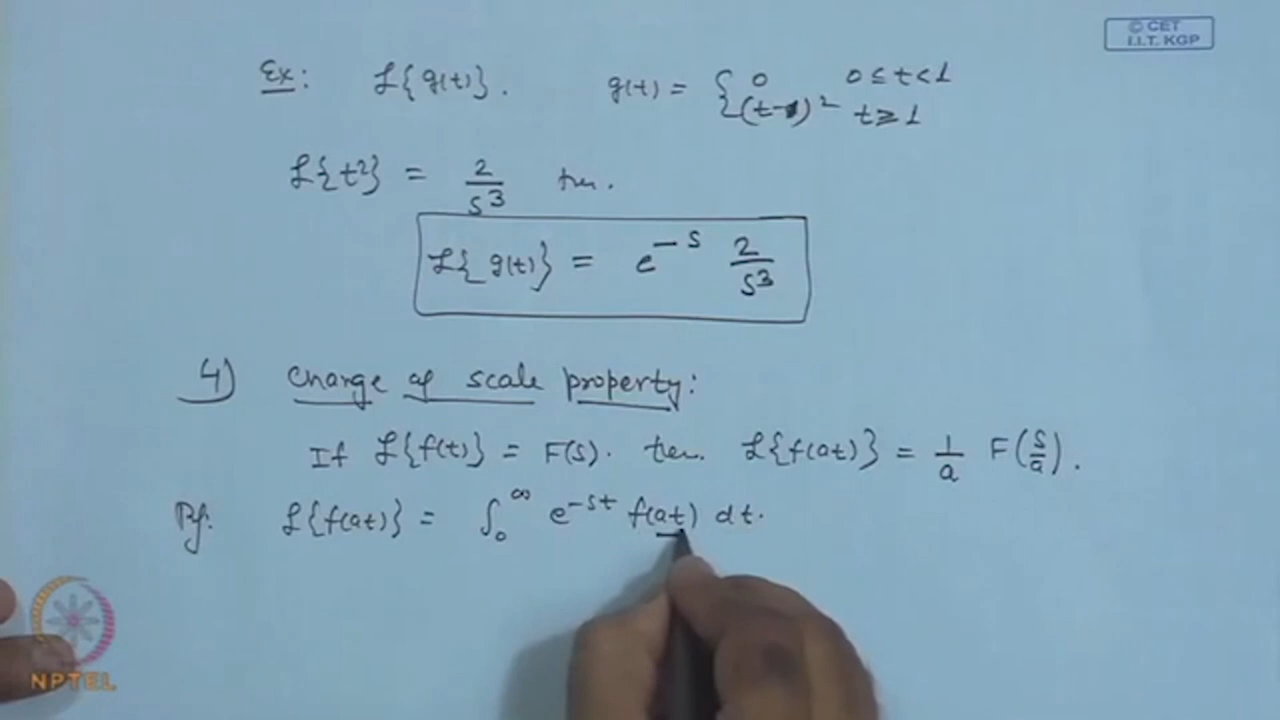 © CET
I.I.T. KGP
Ex: ℒ{g(t)}. g(t) = { 0 0 ≤ t < 1
(t-1)² t ≥ 1
ℒ{t²} = 2/s³ then.
ℒ{g(t)} = e^{-s} 2/s³
4) Change of scale property:
If ℒ{f(t)} = F(s). then. ℒ{f(at)} = 1/a F(s/a).
Pf: ℒ{f(at)} = ∫₀^∞ e^{-st} f(at) dt.
NPTEL